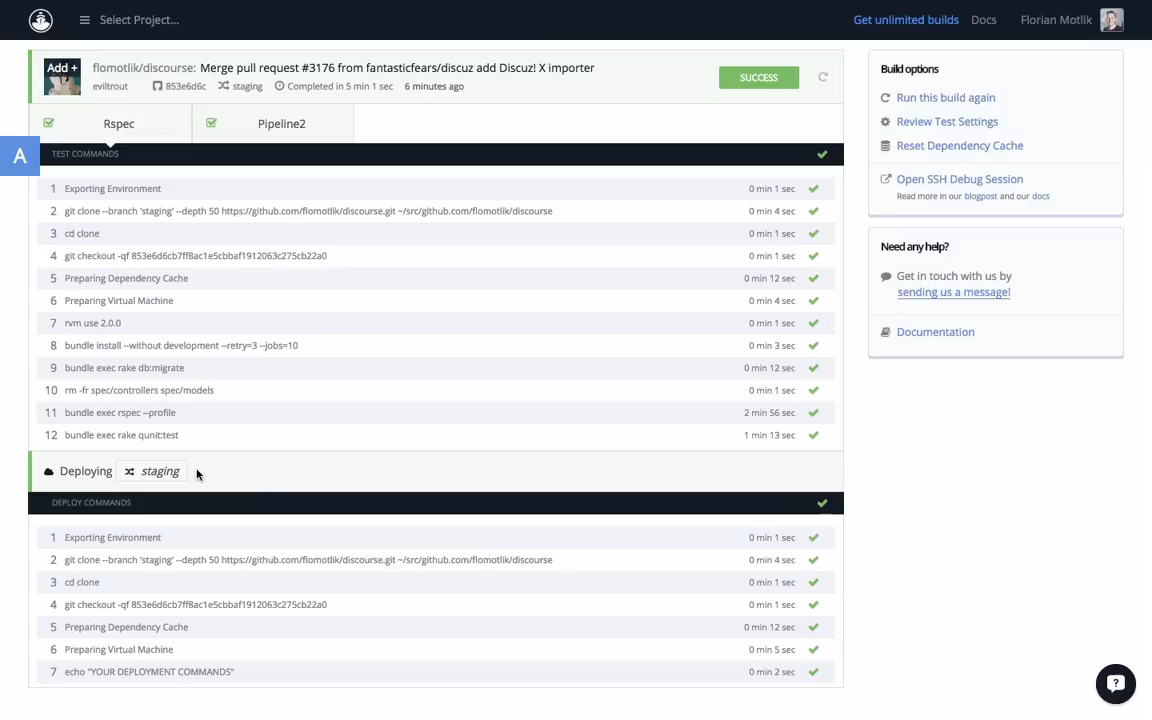 Select Project...
Get unlimited builds
Docs
Florian Motlik
Add +
flomotlik/discourse: Merge pull request #3176 from fantasticfears/discuz add Discuz! X importer
eviltrout 853e6d6c staging Completed in 5 min 1 sec 6 minutes ago
SUCCESS
Rspec
Pipeline2
A
TEST COMMANDS
1 Exporting Environment 0 min 1 sec
2 git clone --branch 'staging' --depth 50 https://github.com/flomotlik/discourse.git ~/src/github.com/flomotlik/discourse 0 min 4 sec
3 cd clone 0 min 1 sec
4 git checkout -qf 853e6d6cb7ff8ac1e5cbbaf1912063c275cb22a0 0 min 1 sec
5 Preparing Dependency Cache 0 min 12 sec
6 Preparing Virtual Machine 0 min 4 sec
7 rvm use 2.0.0 0 min 1 sec
8 bundle install --without development --retry=3 --jobs=10 0 min 3 sec
9 bundle exec rake db:migrate 0 min 12 sec
10 rm -fr spec/controllers spec/models 0 min 1 sec
11 bundle exec rspec --profile 2 min 56 sec
12 bundle exec rake qunit:test 1 min 13 sec
Deploying staging
DEPLOY COMMANDS
1 Exporting Environment 0 min 1 sec
2 git clone --branch 'staging' --depth 50 https://github.com/flomotlik/discourse.git ~/src/github.com/flomotlik/discourse 0 min 4 sec
3 cd clone 0 min 1 sec
4 git checkout -qf 853e6d6cb7ff8ac1e5cbbaf1912063c275cb22a0 0 min 1 sec
5 Preparing Dependency Cache 0 min 12 sec
6 Preparing Virtual Machine 0 min 5 sec
7 echo "YOUR DEPLOYMENT COMMANDS" 0 min 2 sec
Build options
Run this build again
Review Test Settings
Reset Dependency Cache
Open SSH Debug Session
Read more in our blogpost and our docs
Need any help?
Get in touch with us by
sending us a message!
Documentation
?